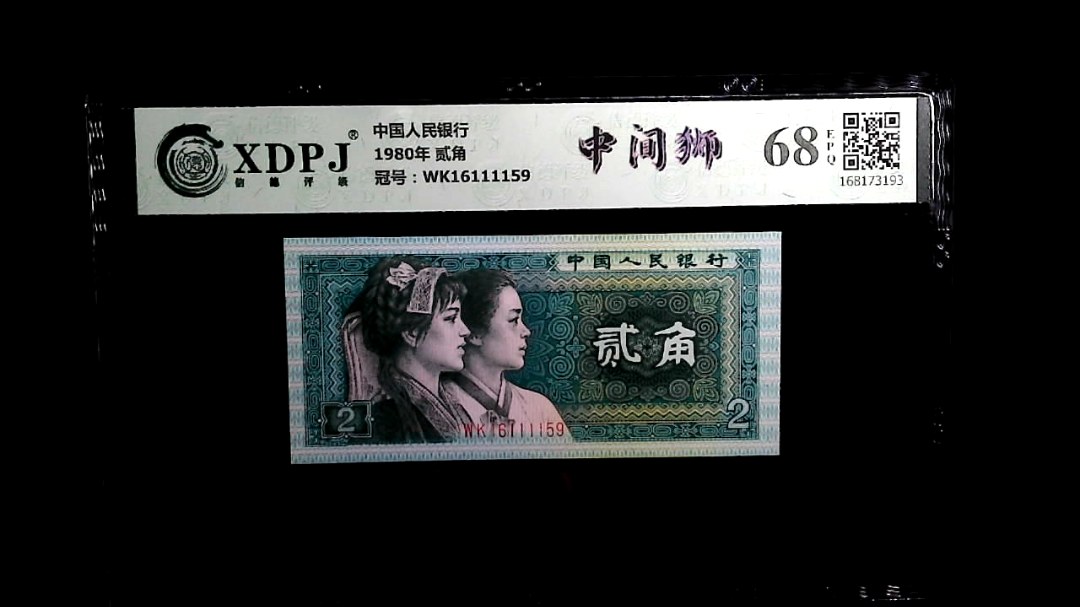 XDPJ®
信德评级
中国人民银行
1980年 贰角
冠号：WK16111159
中间狮
68
EPQ
168173193
中国人民银行
贰角
2
2
WK16111159